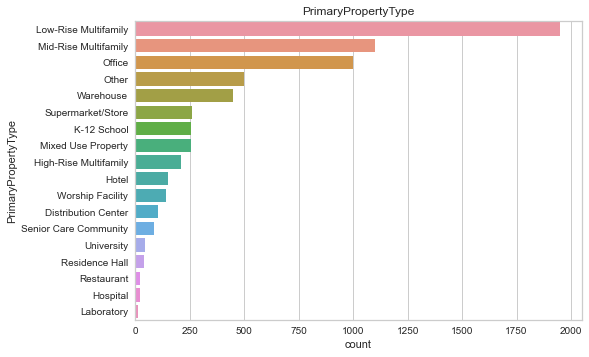 PrimaryPropertyType
PrimaryPropertyType
Low-Rise Multifamily
Mid-Rise Multifamily
Office
Other
Warehouse
Supermarket/Store
K-12 School
Mixed Use Property
High-Rise Multifamily
Hotel
Worship Facility
Distribution Center
Senior Care Community
University
Residence Hall
Restaurant
Hospital
Laboratory
0 250 500 750 1000 1250 1500 1750 2000
count